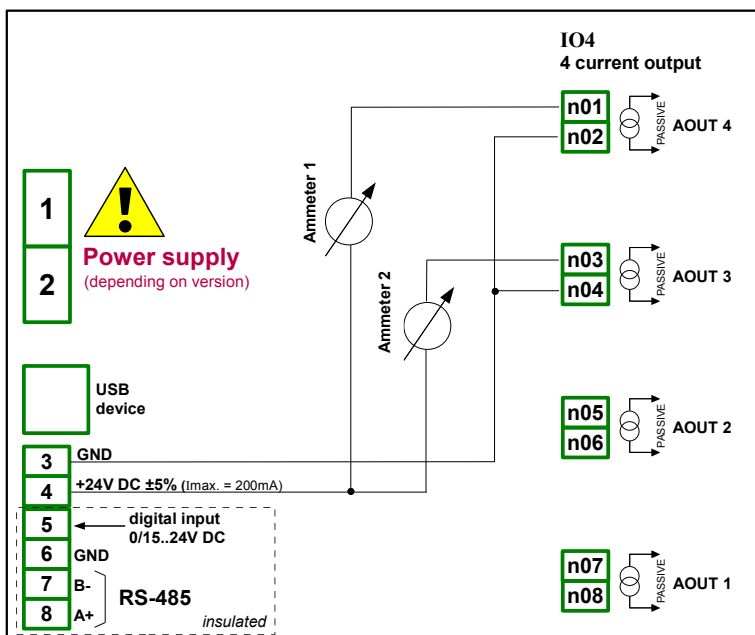 IO4
4 current output
n01
n02
PASSIVE
AOUT 4
Ammeter 1
1
2
Power supply
(depending on version)
n03
n04
PASSIVE
AOUT 3
Ammeter 2
USB
device
n05
n06
PASSIVE
AOUT 2
3 GND
4 +24V DC ±5% (Imax. = 200mA)
5 digital input
0/15..24V DC
6 GND
7 B-
8 A+
RS-485
insulated
n07
n08
PASSIVE
AOUT 1